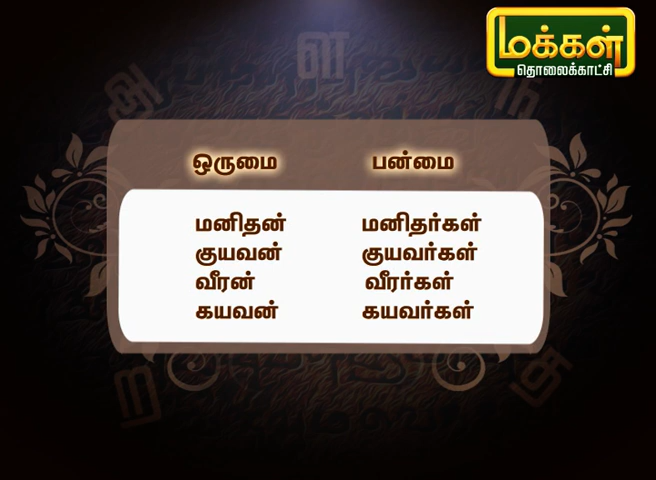 மக்கள்
தொலைக்காட்சி
ஒருமை பன்மை
மனிதன் மனிதர்கள்
குயவன் குயவர்கள்
வீரன் வீரர்கள்
கயவன் கயவர்கள்
ள
அ
ந
ற
த